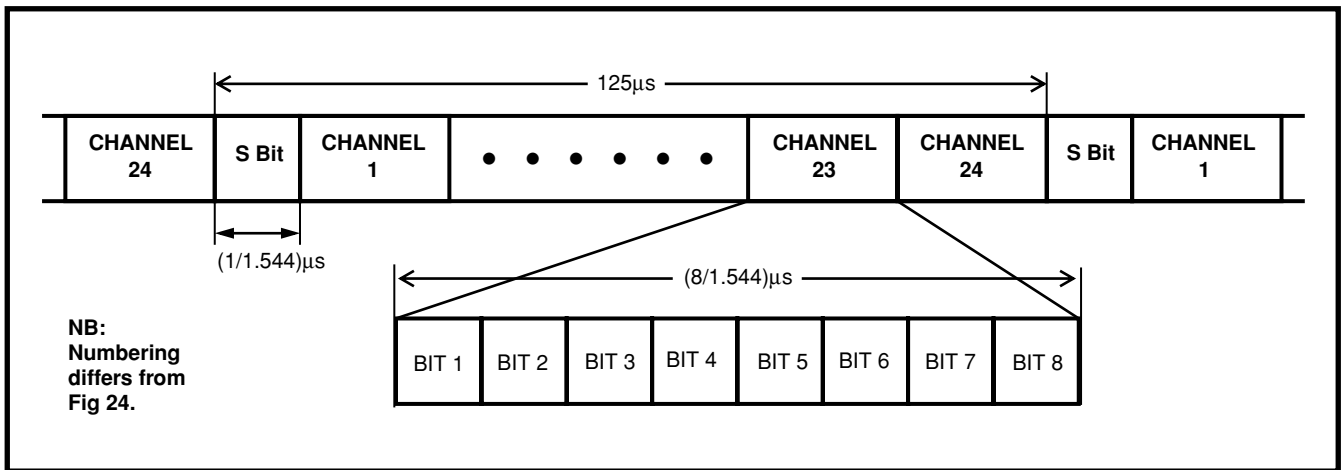 125μs
CHANNEL 24
S Bit
CHANNEL 1
CHANNEL 23
CHANNEL 24
S Bit
CHANNEL 1
(1/1.544)μs
(8/1.544)μs
NB:
Numbering
differs from
Fig 24.
BIT 1 BIT 2 BIT 3 BIT 4 BIT 5 BIT 6 BIT 7 BIT 8